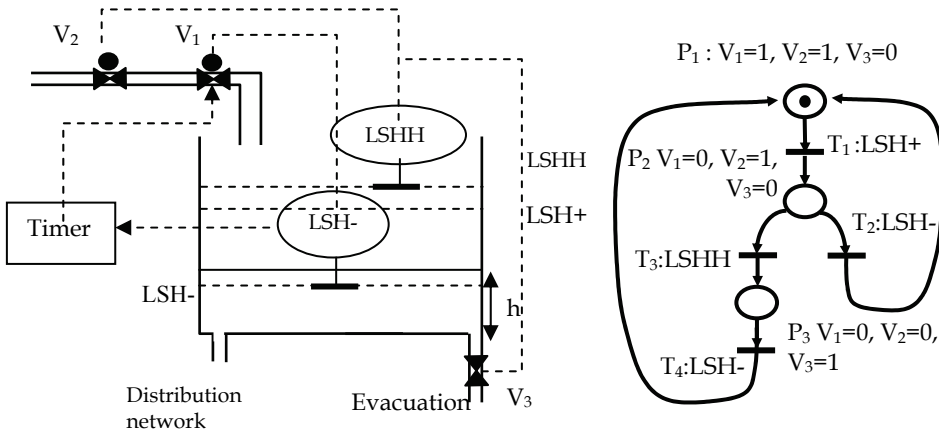 V₂
V₁
LSHH
LSHH
LSH+
LSH-
Timer
LSH-
h
Distribution
network
Evacuation
V₃
P₁ : V₁=1, V₂=1, V₃=0
T₁ :LSH+
P₂ V₁=0, V₂=1,
V₃=0
T₂:LSH-
T₃:LSHH
P₃ V₁=0, V₂=0,
V₃=1
T₄:LSH-